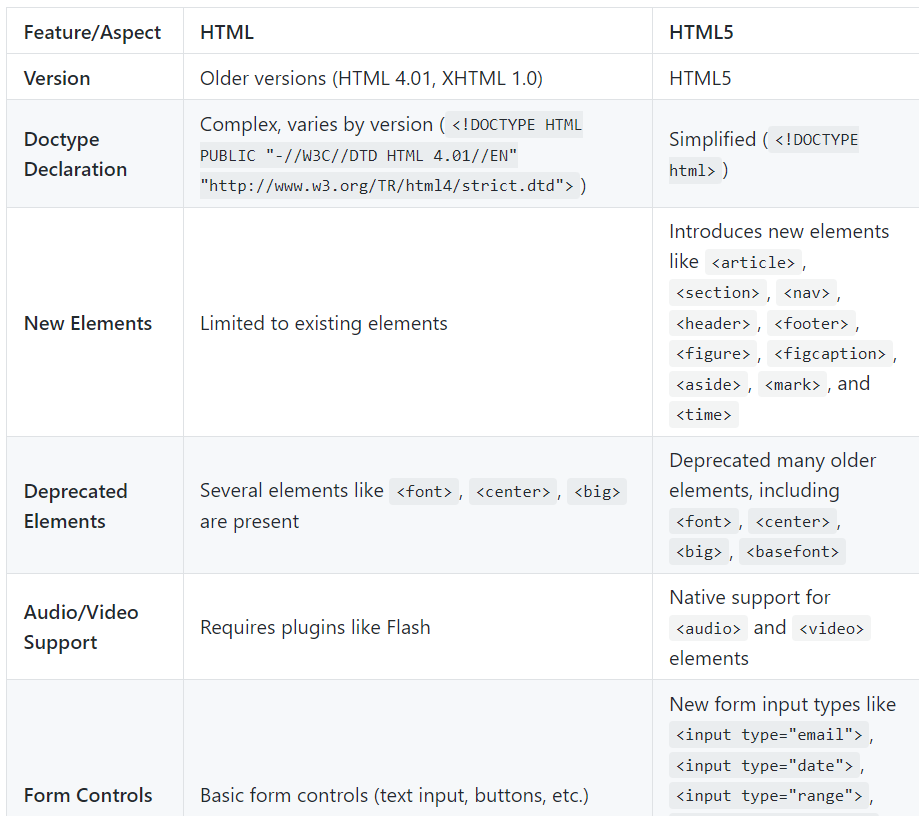 Feature/Aspect HTML HTML5
Version Older versions (HTML 4.01, XHTML 1.0) HTML5
Doctype
Declaration
Complex, varies by version ( <!DOCTYPE HTML
PUBLIC "-//W3C//DTD HTML 4.01//EN"
"http://www.w3.org/TR/html4/strict.dtd"> )
Simplified ( <!DOCTYPE
html> )
New Elements
Limited to existing elements
Introduces new elements
like <article> ,
<section> , <nav> ,
<header> , <footer> ,
<figure> , <figcaption> ,
<aside> , <mark> , and
<time>
Deprecated
Elements
Several elements like <font> , <center> , <big>
are present
Deprecated many older
elements, including
<font> , <center> ,
<big> , <basefont>
Audio/Video
Support
Requires plugins like Flash
Native support for
<audio> and <video>
elements
Form Controls
Basic form controls (text input, buttons, etc.)
New form input types like
<input type="email"> ,
<input type="date"> ,
<input type="range"> ,